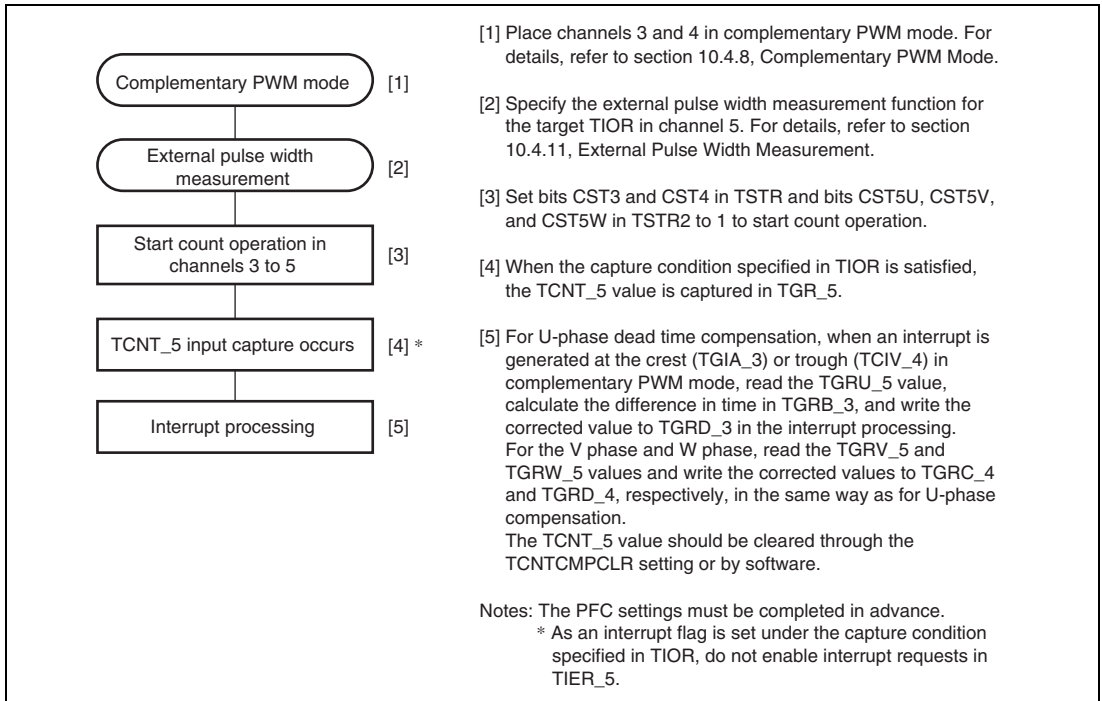 Complementary PWM mode [1]
External pulse width
measurement
[2]
Start count operation in
channels 3 to 5
[3]
TCNT_5 input capture occurs [4] *
Interrupt processing [5]
[1] Place channels 3 and 4 in complementary PWM mode. For
details, refer to section 10.4.8, Complementary PWM Mode.
[2] Specify the external pulse width measurement function for
the target TIOR in channel 5. For details, refer to section
10.4.11, External Pulse Width Measurement.
[3] Set bits CST3 and CST4 in TSTR and bits CST5U, CST5V,
and CST5W in TSTR2 to 1 to start count operation.
[4] When the capture condition specified in TIOR is satisfied,
the TCNT_5 value is captured in TGR_5.
[5] For U-phase dead time compensation, when an interrupt is
generated at the crest (TGIA_3) or trough (TCIV_4) in
complementary PWM mode, read the TGRU_5 value,
calculate the difference in time in TGRB_3, and write the
corrected value to TGRD_3 in the interrupt processing.
For the V phase and W phase, read the TGRV_5 and
TGRW_5 values and write the corrected values to TGRC_4
and TGRD_4, respectively, in the same way as for U-phase
compensation.
The TCNT_5 value should be cleared through the
TCNTCMPCLR setting or by software.
Notes: The PFC settings must be completed in advance.
* As an interrupt flag is set under the capture condition
specified in TIOR, do not enable interrupt requests in
TIER_5.